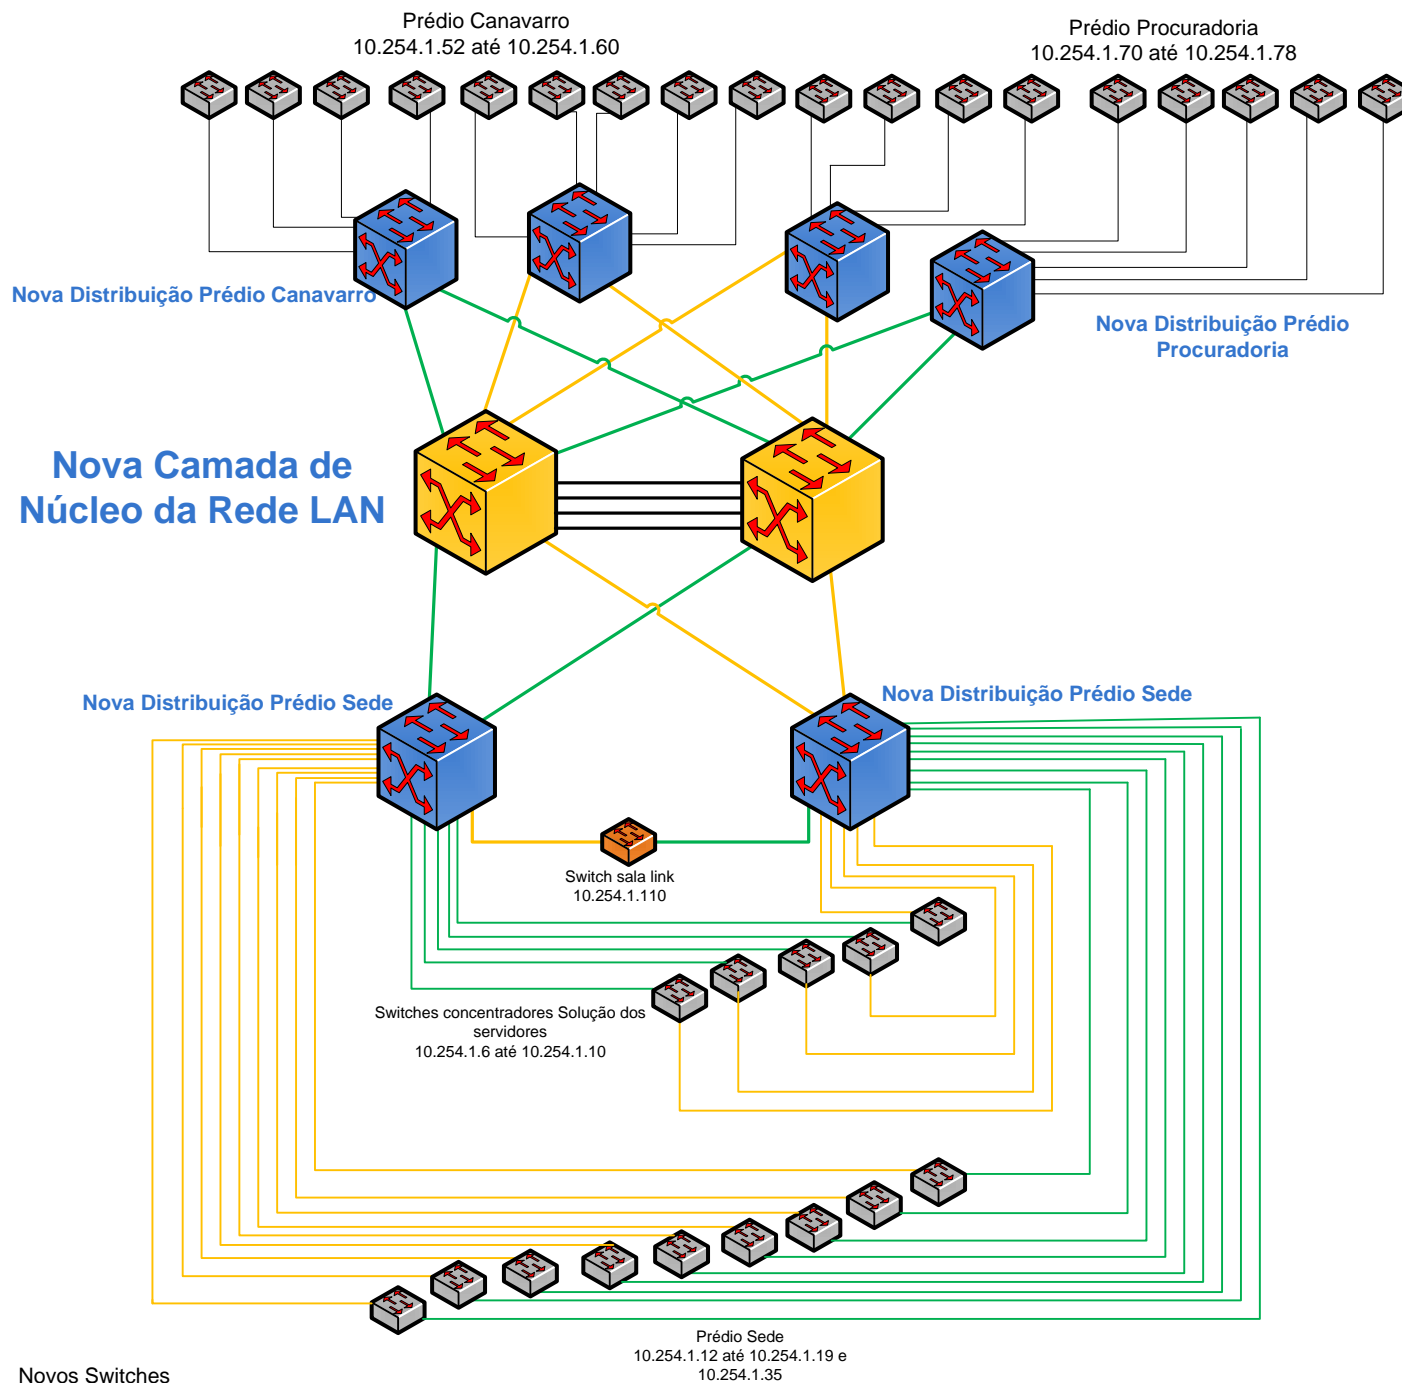 Prédio Canavarro
10.254.1.52 até 10.254.1.60
Prédio Procuradoria
10.254.1.70 até 10.254.1.78
Nova Distribuição Prédio Canavarro
Nova Distribuição Prédio
Procuradoria
Nova Camada de
Núcleo da Rede LAN
Nova Distribuição Prédio Sede
Nova Distribuição Prédio Sede
Switch sala link
10.254.1.110
Switches concentradores Solução dos
servidores
10.254.1.6 até 10.254.1.10
Prédio Sede
10.254.1.12 até 10.254.1.19 e
10.254.1.35
Novos Switches